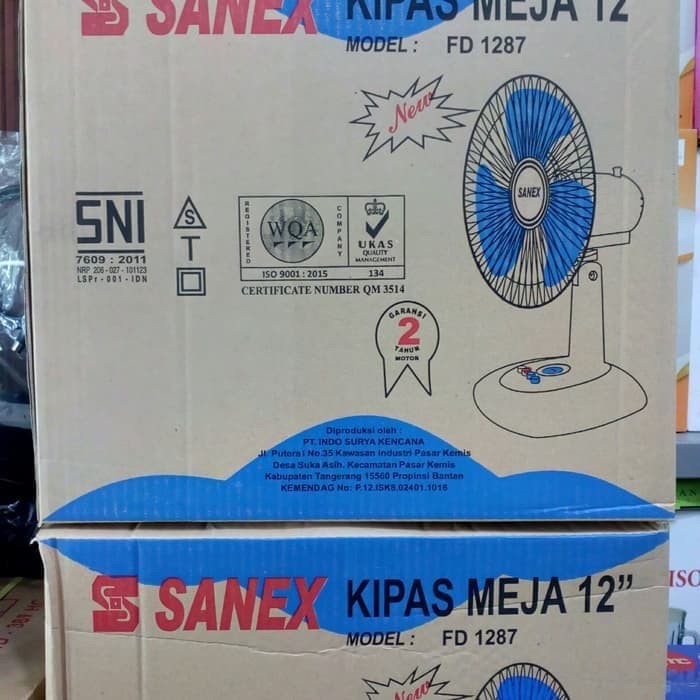 SANEX KIPAS MEJA 12"
MODEL : FD 1287
New
SANEX
SNI
7609 : 2011
NRP 206 - 027 - 101123
LSPr - 001 - IDN
S
T
REGISTERED
WQA
COMPANY
UKAS
QUALITY
MANAGEMENT
ISO 9001 : 2015
134
CERTIFICATE NUMBER QM 3514
GARANSI
2
TAHUN
MOTOR
Diproduksi oleh :
PT. INDO SURYA KENCANA
Jl. Putera I No.35 Kawasan Industri Pasar Kemis
Desa Suka Asih. Kecamatan Pasar Kemis
Kabupaten Tangerang 15560 Propinsi Banten
KEMENDAG No: P.12.ISK8.02401.1016
SANEX KIPAS MEJA 12”
MODEL : FD 1287
New